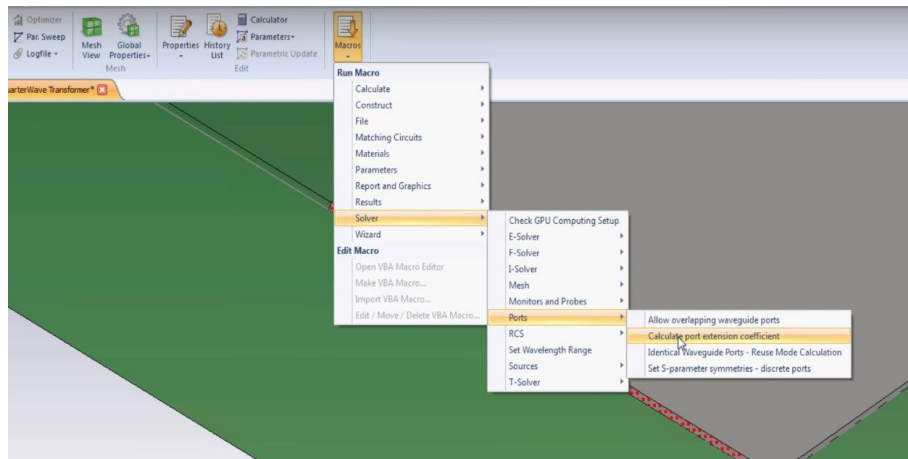 Optimizer
Par. Sweep
Logfile
Mesh View
Global Properties
Mesh
Properties
History List
Calculator
Parameters
Parametric Update
Edit
Macros
uarterWave Transformer*
Run Macro
Calculate
Construct
File
Matching Circuits
Materials
Parameters
Report and Graphics
Results
Solver
Wizard
Edit Macro
Open VBA Macro Editor
Make VBA Macro...
Import VBA Macro...
Edit / Move / Delete VBA Macro...
Check GPU Computing Setup
E-Solver
F-Solver
I-Solver
Mesh
Monitors and Probes
Ports
RCS
Set Wavelength Range
Sources
T-Solver
Allow overlapping waveguide ports
Calculate port extension coefficient
Identical Waveguide Ports - Reuse Mode Calculation
Set S-parameter symmetries - discrete ports